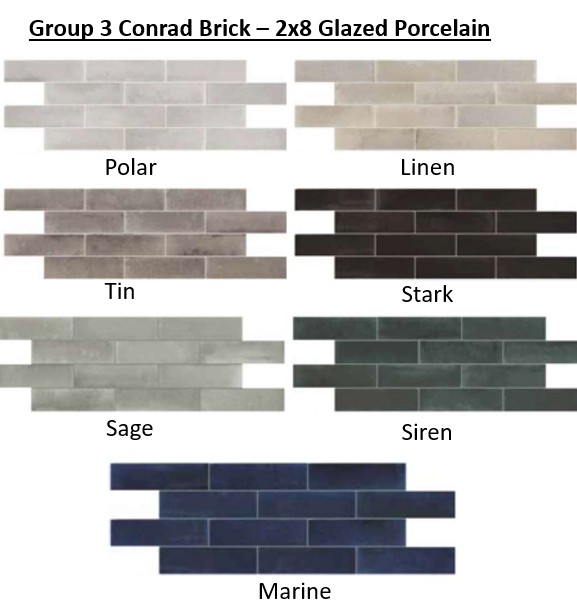 Group 3 Conrad Brick – 2x8 Glazed Porcelain
Polar
Linen
Tin
Stark
Sage
Siren
Marine